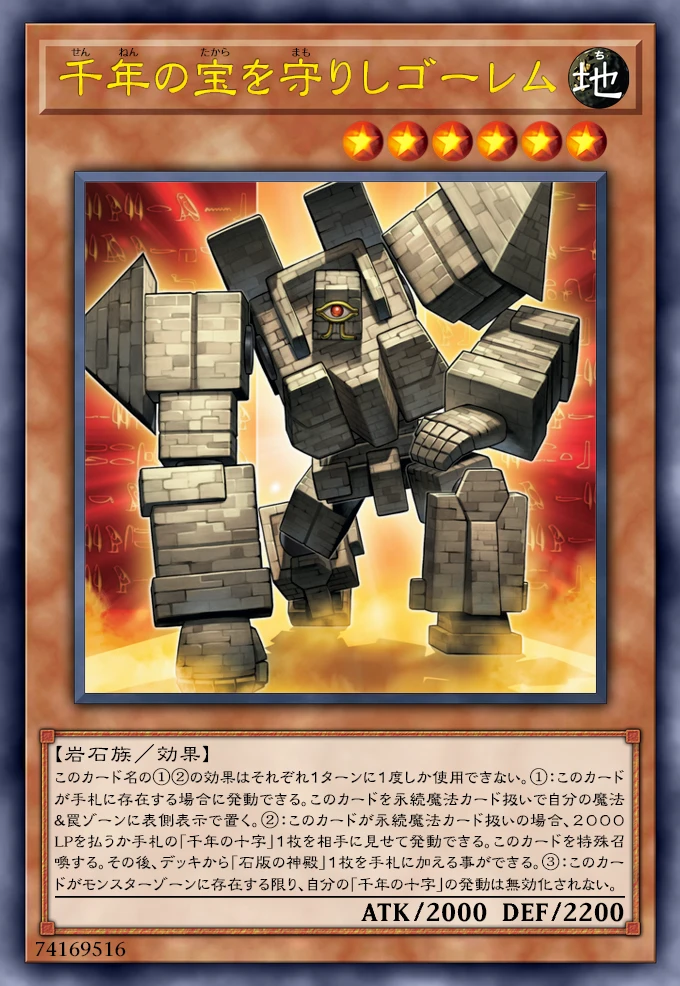 千年の宝を守りしゴーレム 地
【岩石族／効果】
このカード名の①②の効果はそれぞれ1ターンに1度しか使用できない。①：このカード
が手札に存在する場合に発動できる。このカードを永続魔法カード扱いで自分の魔法
&罠ゾーンに表側表示で置く。②：このカードが永続魔法カード扱いの場合、2000
LPを払うか手札の「千年の十字」1枚を相手に見せて発動できる。このカードを特殊召
喚する。その後、デッキから「石版の神殿」1枚を手札に加える事ができる。③：このカー
ドがモンスターゾーンに存在する限り、自分の「千年の十字」の発動は無効化されない。
ATK/2000 DEF/2200
74169516